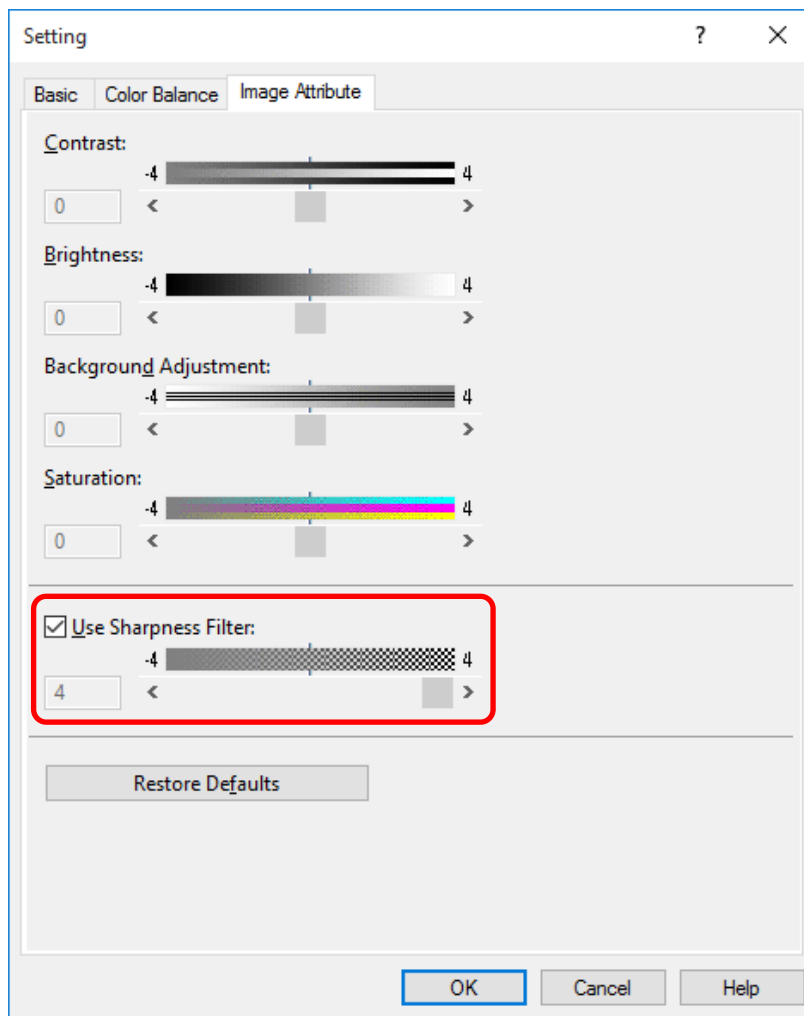 Setting ?
Basic Color Balance Image Attribute
Contrast:
-4 4
0
Brightness:
-4 4
0
Background Adjustment:
-4 4
0
Saturation:
-4 4
0
Use Sharpness Filter:
-4 4
4
Restore Defaults
OK Cancel Help